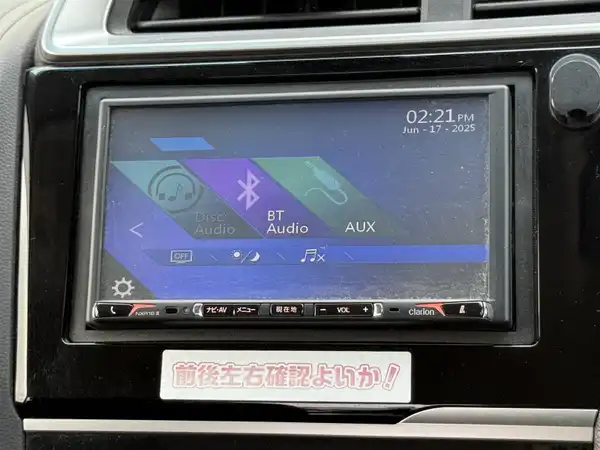 02:21 PM
Jun - 17 - 2025
Disc Audio
BT Audio
AUX
<
OFF
ナビ・AV
メニュー
現在地
− VOL +
clarion
前後左右確認よいか!